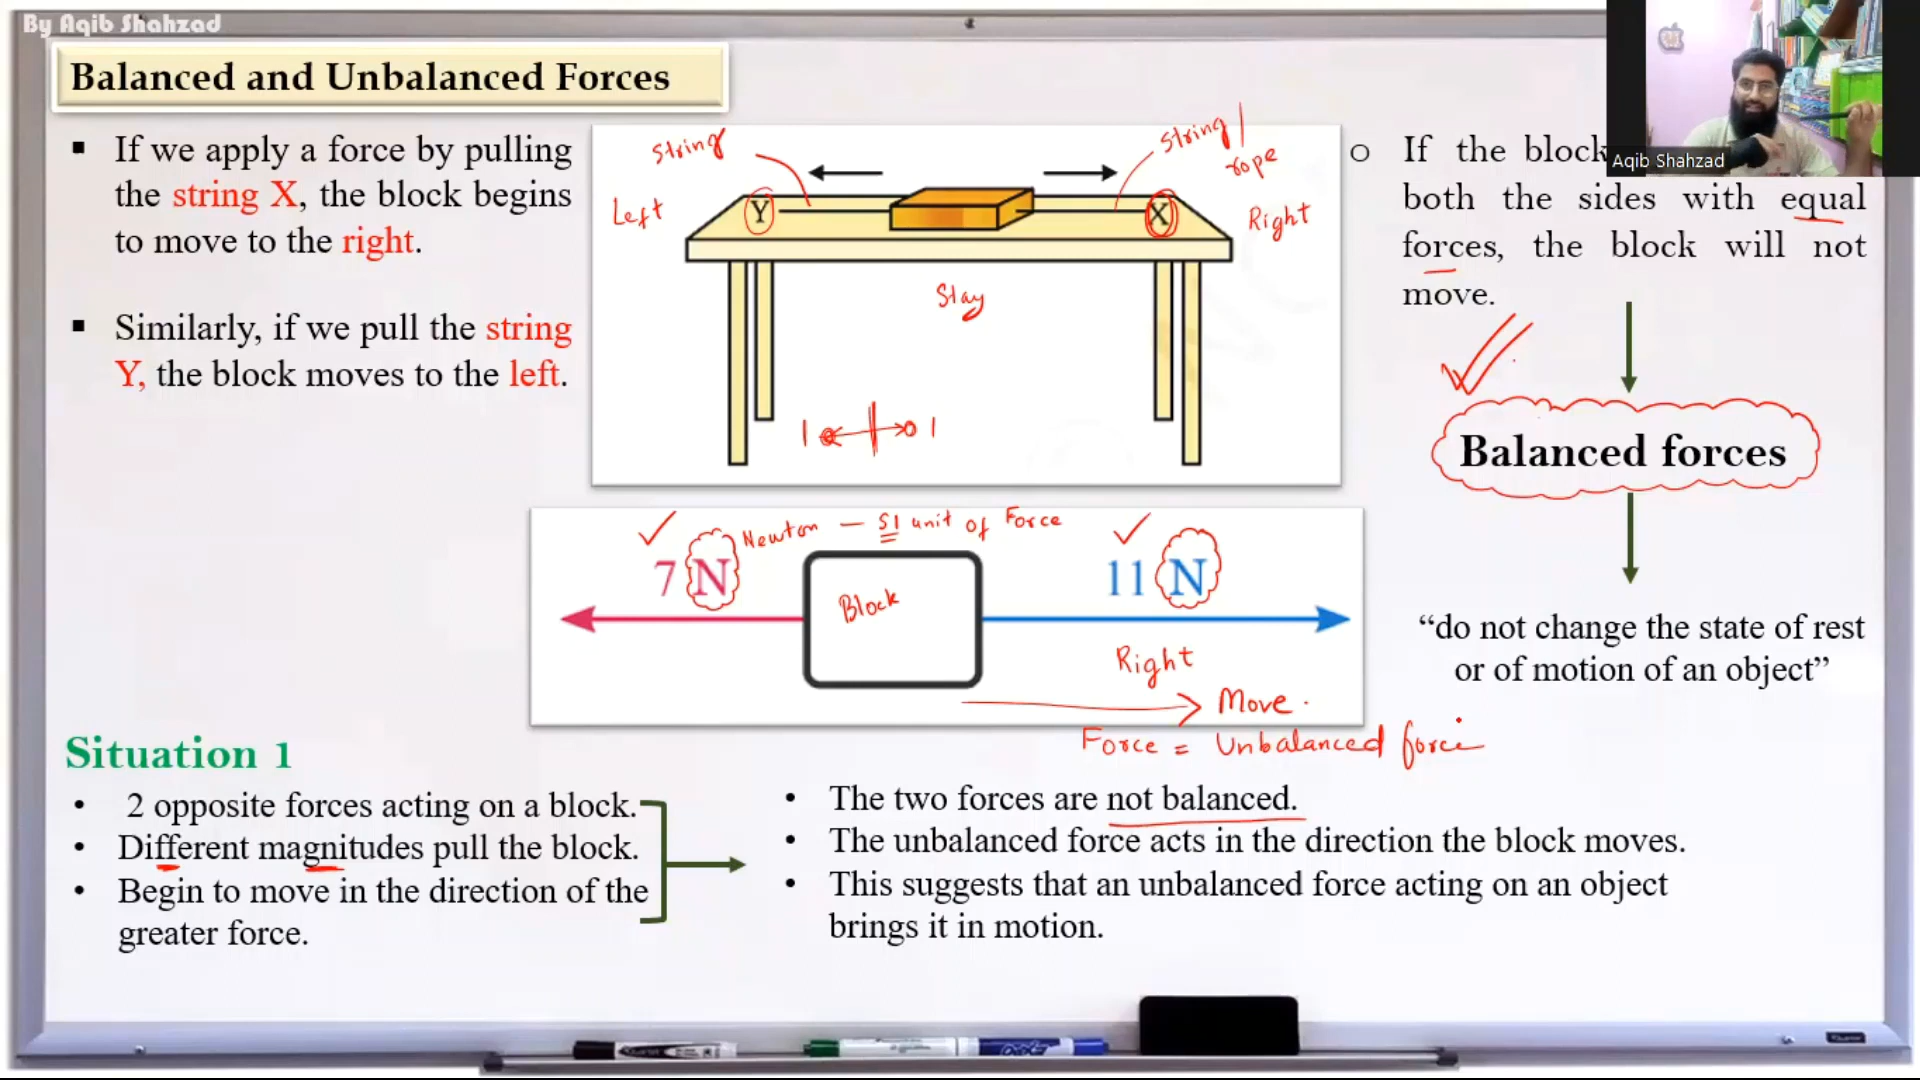 By Aqib Shahzad
Balanced and Unbalanced Forces
▪ If we apply a force by pulling
the string X, the block begins
to move to the right.
▪ Similarly, if we pull the string
Y, the block moves to the left.
String
String /
rope
Left
Y
X
Right
Stay
1
1
o If the block
both the sides with equal
forces, the block will not
move.
Aqib Shahzad
Balanced forces
“do not change the state of rest
or of motion of an object”
Newton — SI unit of Force
7 N
11 N
Block
Right
Move.
Force = Unbalanced force
Situation 1
• 2 opposite forces acting on a block.
• Different magnitudes pull the block.
• Begin to move in the direction of the
greater force.
• The two forces are not balanced.
• The unbalanced force acts in the direction the block moves.
• This suggests that an unbalanced force acting on an object
brings it in motion.